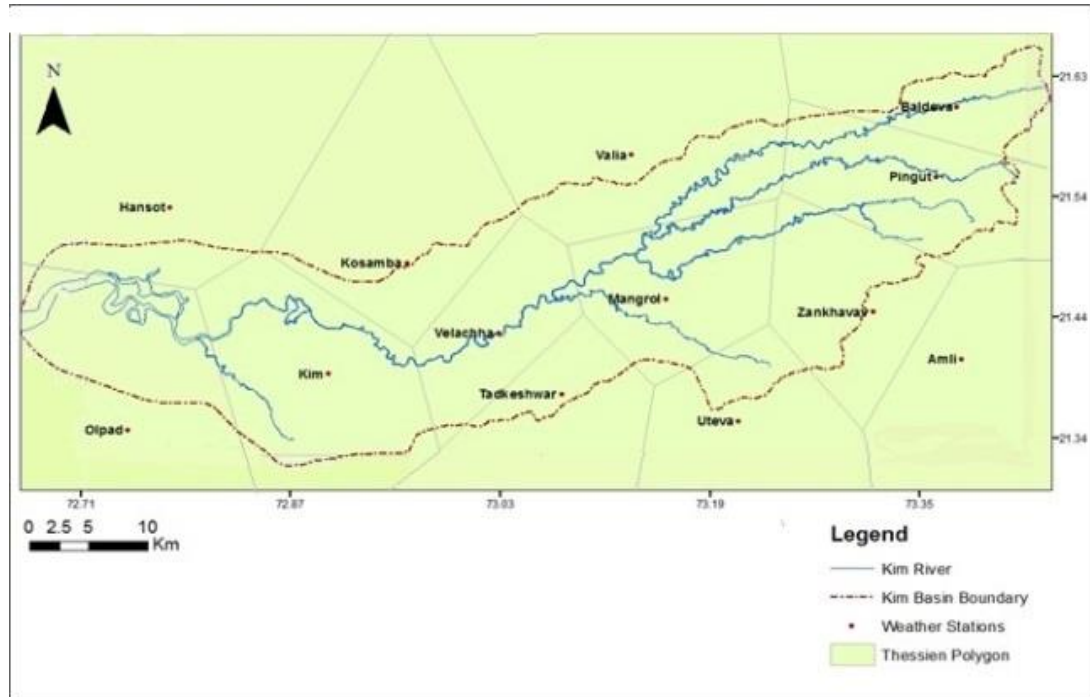 N
Baldeva
21.63
Valia
Pingut
Hansot
21.54
Kosamba
Mangrol
Zankhavav
21.44
Velachha
Kim
Amli
Tadkeshwar
Olpad
Uteva
21.34
72.71 72.87 73.03 73.19 73.35
0 2.5 5 10
Km
Legend
Kim River
Kim Basin Boundary
Weather Stations
Thessien Polygon